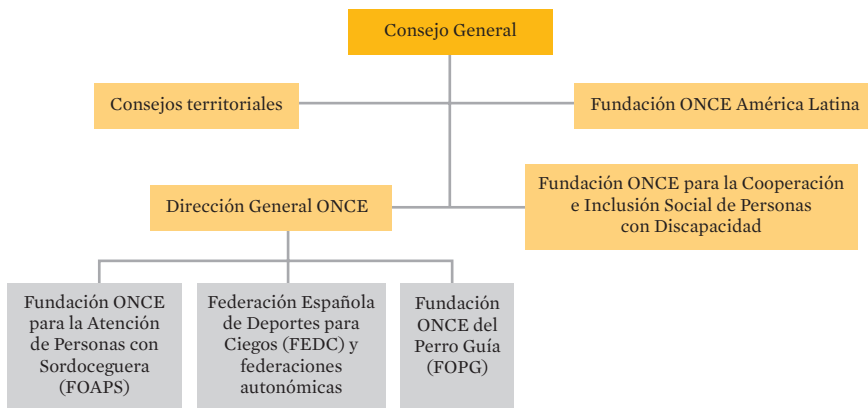 Consejo General
Consejos territoriales
Fundación ONCE América Latina
Dirección General ONCE
Fundación ONCE para la Cooperación
e Inclusión Social de Personas
con Discapacidad
Fundación ONCE
para la Atención
de Personas con
Sordoceguera
(FOAPS)
Federación Española
de Deportes para
Ciegos (FEDC) y
federaciones
autonómicas
Fundación
ONCE del
Perro Guía
(FOPG)